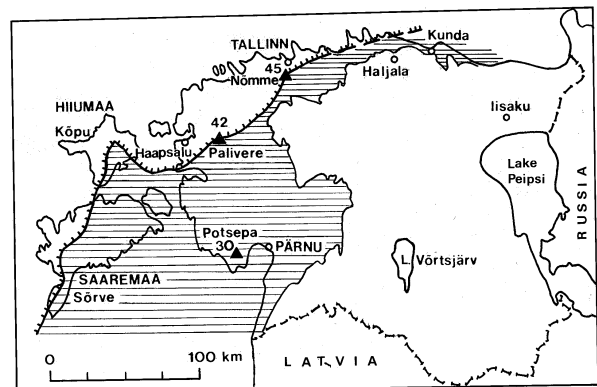 TALLINN
45
Nõmme
Kunda
Haljala
HIIUMAA
Kõpu
42
Haapsalu
Palivere
Iisaku
Lake
Peipsi
RUSSIA
Potsepa
30
PÄRNU
L. Võrtsjärv
SAAREMAA
Sõrve
0 100 km
LATVIA